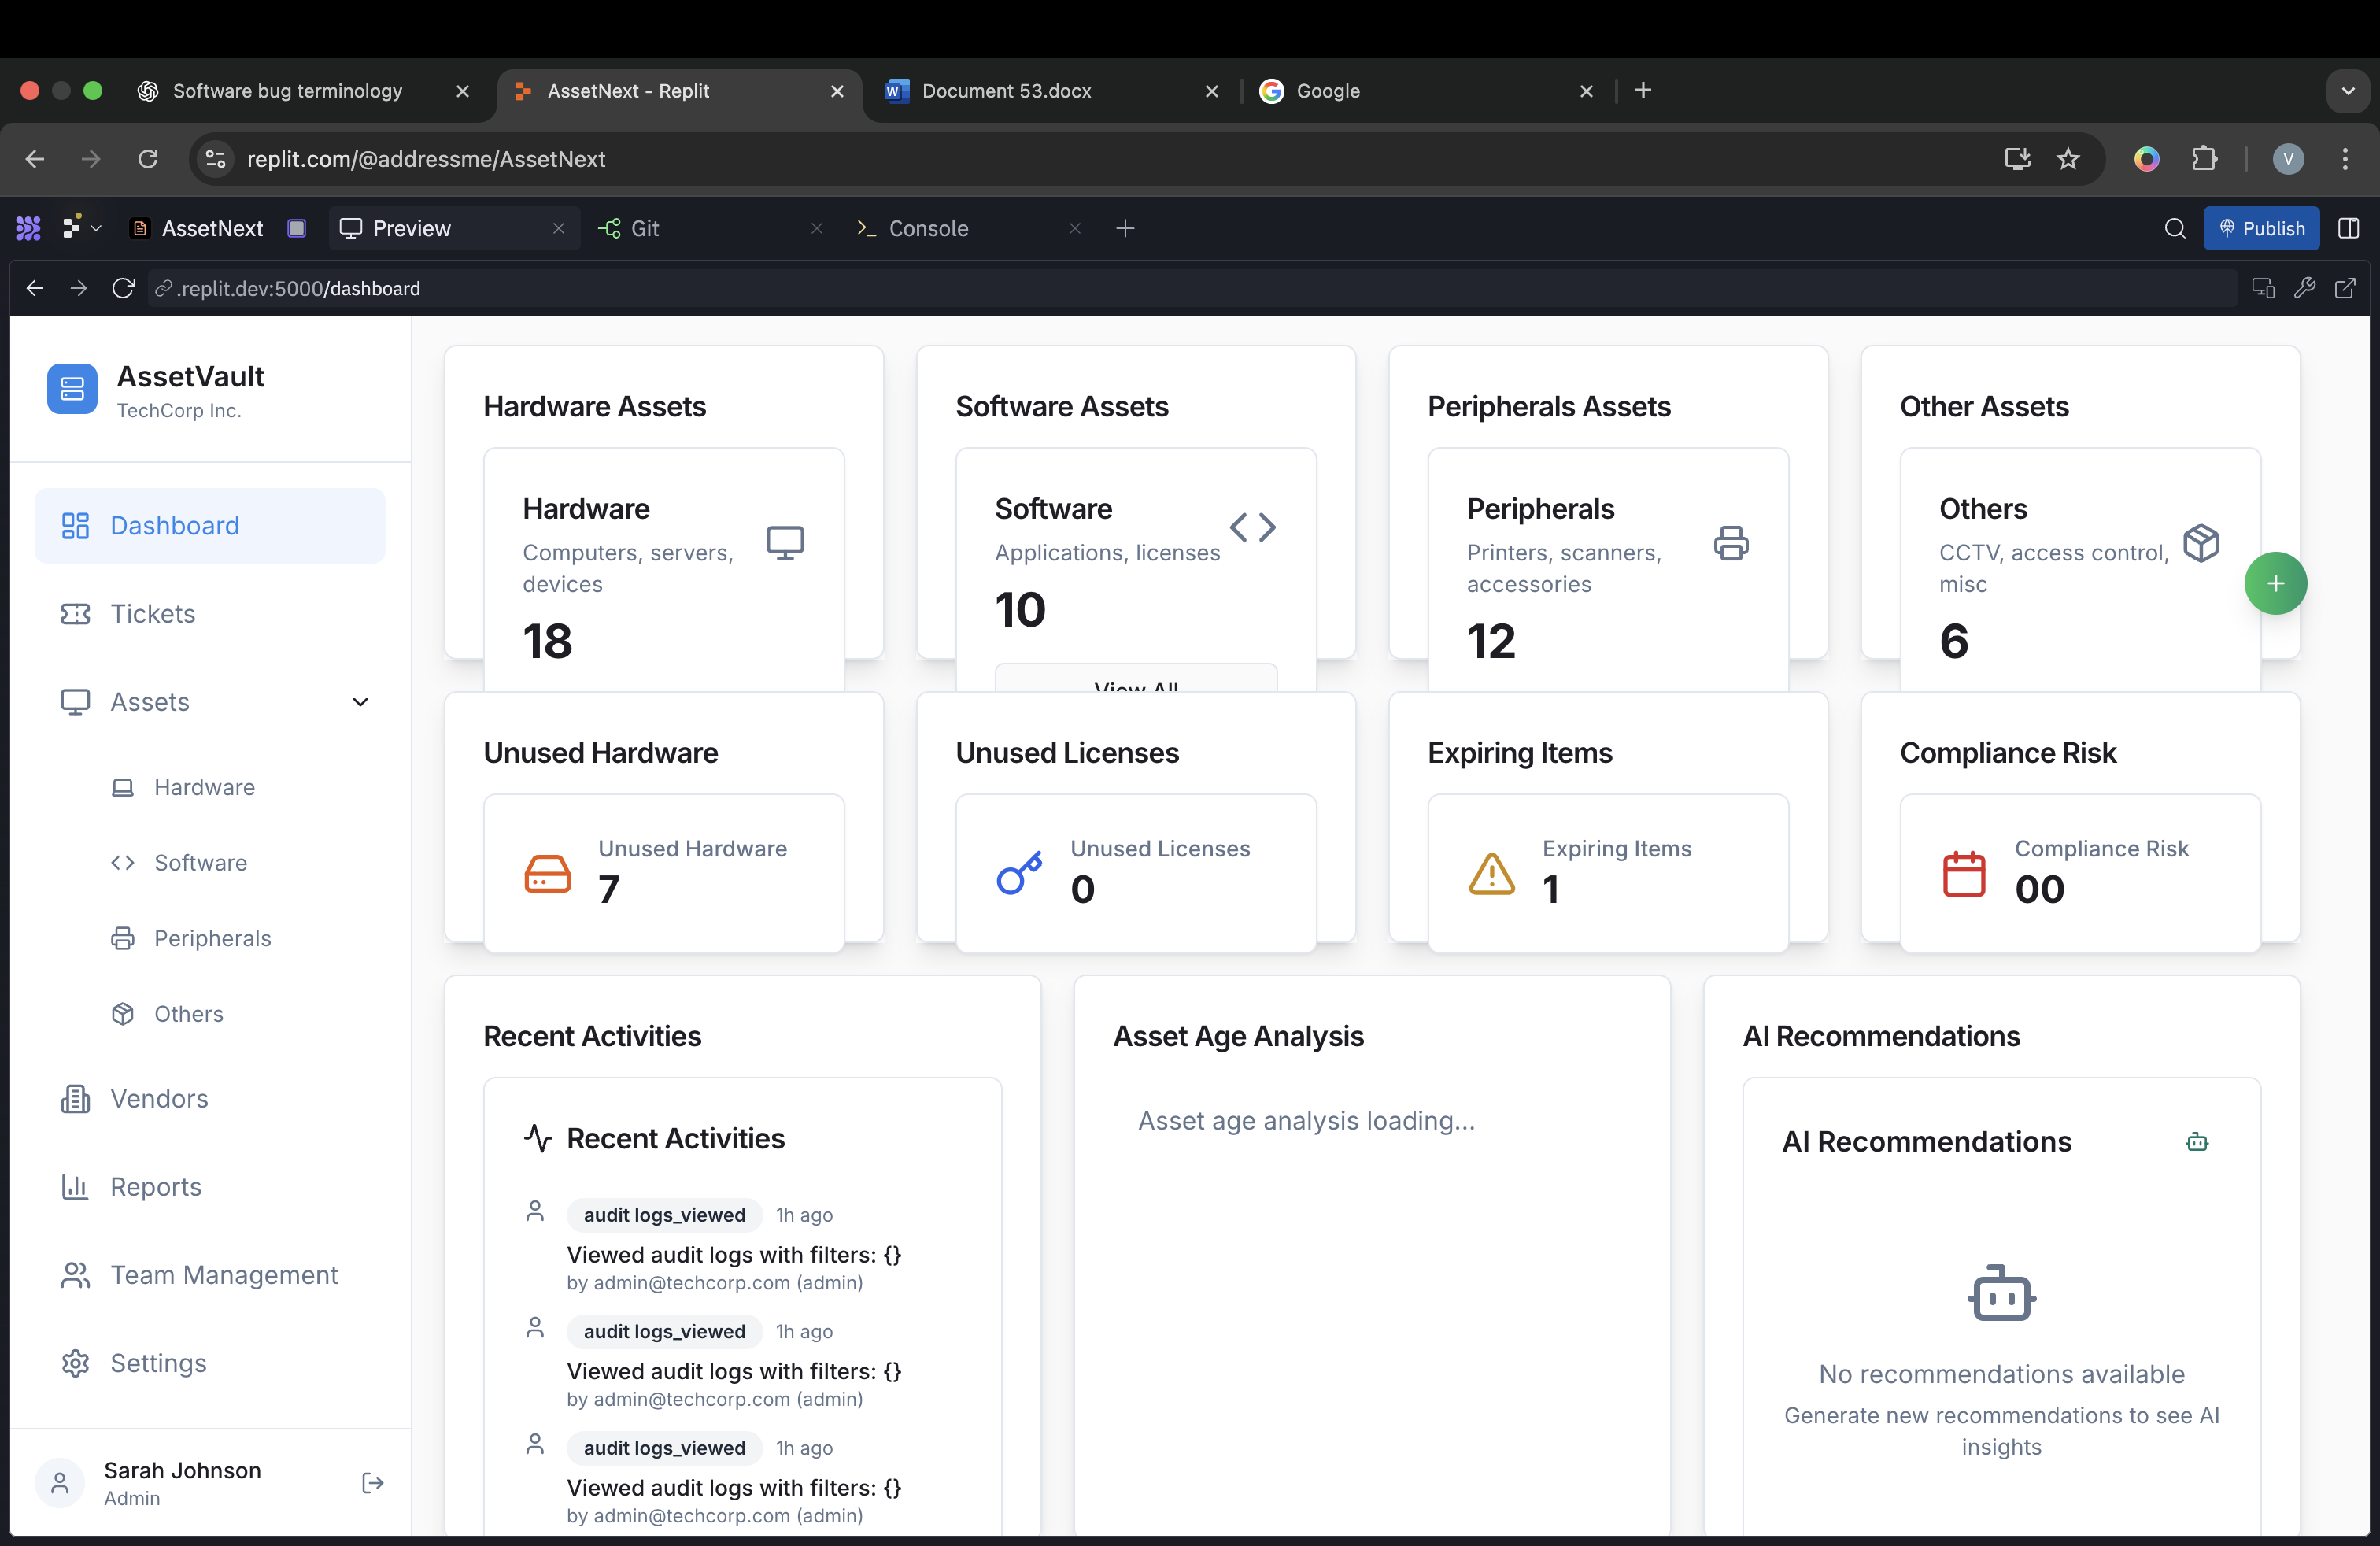 Software bug terminology
AssetNext - Replit
Document 53.docx
Google
replit.com/@addressme/AssetNext
V
AssetNext
Preview
Git
Console
Publish
.replit.dev:5000/dashboard
AssetVault
TechCorp Inc.
Dashboard
Tickets
Assets
Hardware
Software
Peripherals
Others
Vendors
Reports
Team Management
Settings
Sarah Johnson
Admin
Hardware Assets
Hardware
Computers, servers,
devices
18
Software Assets
Software
Applications, licenses
10
View All
Peripherals Assets
Peripherals
Printers, scanners,
accessories
12
Other Assets
Others
CCTV, access control,
misc
6
Unused Hardware
Unused Hardware
7
Unused Licenses
Unused Licenses
0
Expiring Items
Expiring Items
1
Compliance Risk
Compliance Risk
00
Recent Activities
Recent Activities
audit logs_viewed 1h ago
Viewed audit logs with filters: {}
by admin@techcorp.com (admin)
audit logs_viewed 1h ago
Viewed audit logs with filters: {}
by admin@techcorp.com (admin)
audit logs_viewed 1h ago
Viewed audit logs with filters: {}
by admin@techcorp.com (admin)
Asset Age Analysis
Asset age analysis loading...
AI Recommendations
AI Recommendations
No recommendations available
Generate new recommendations to see AI
insights